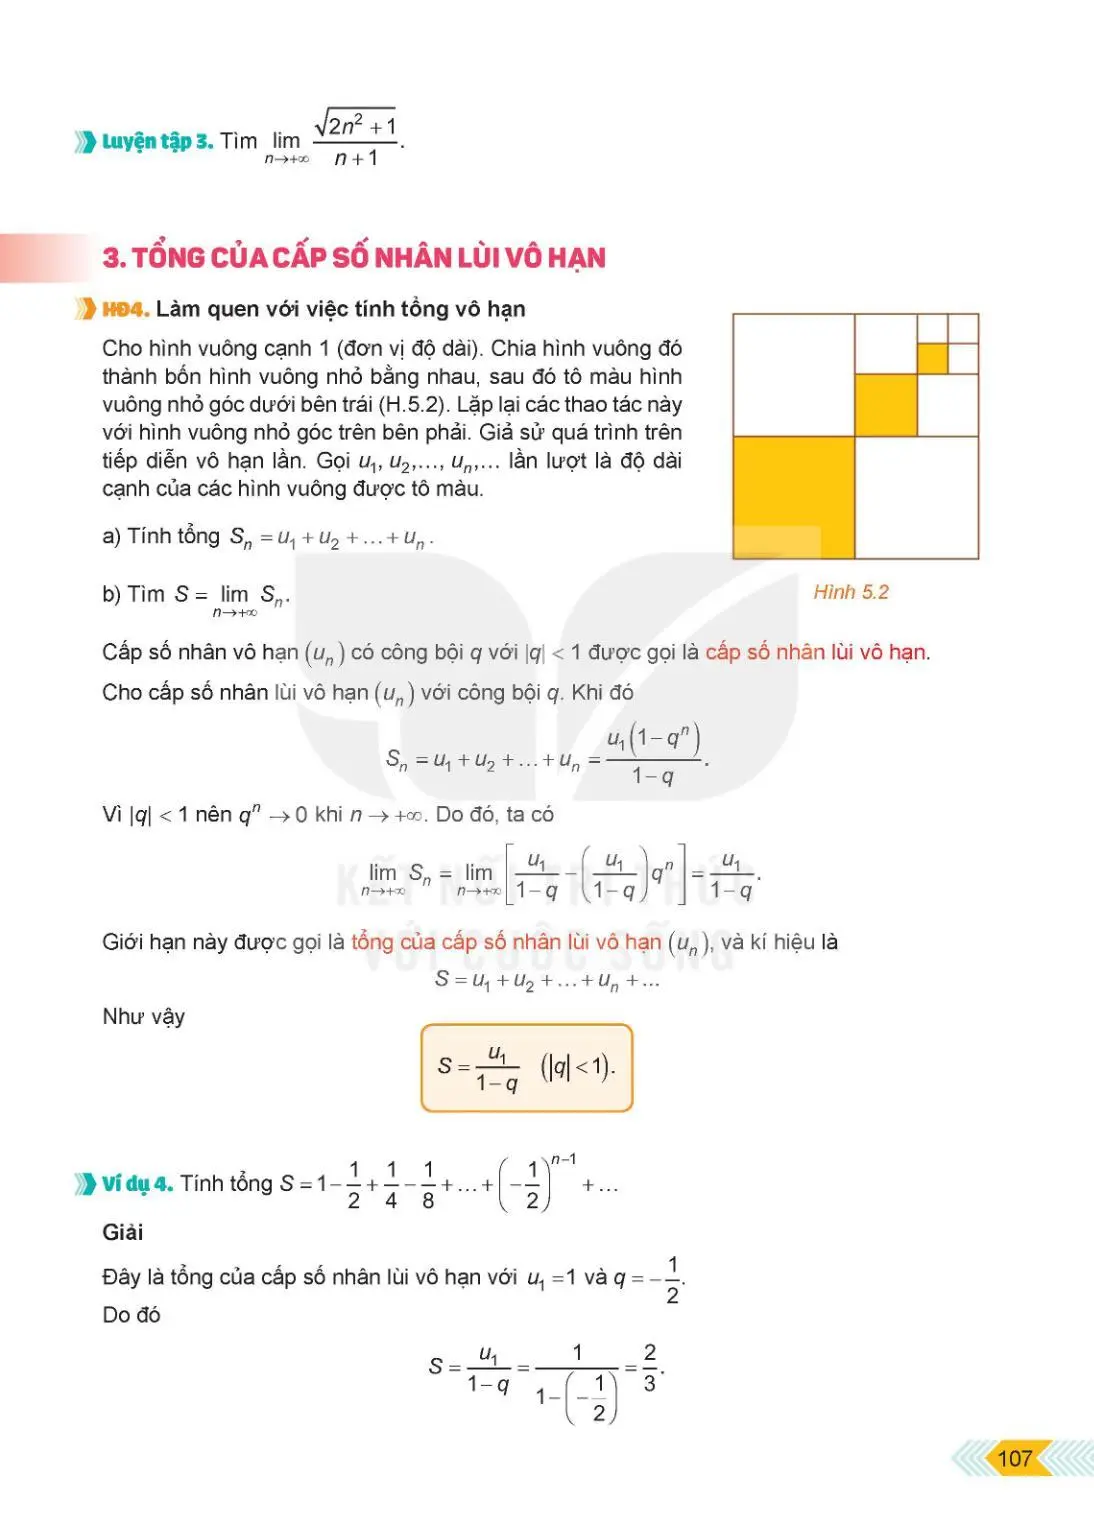 Luyện tập 3. Tìm lim n→+∞ √(2n² + 1) / (n + 1).
3. TỔNG CỦA CẤP SỐ NHÂN LÙI VÔ HẠN
HĐ4. Làm quen với việc tính tổng vô hạn
Cho hình vuông cạnh 1 (đơn vị độ dài). Chia hình vuông đó
thành bốn hình vuông nhỏ bằng nhau, sau đó tô màu hình
vuông nhỏ góc dưới bên trái (H.5.2). Lặp lại các thao tác này
với hình vuông nhỏ góc trên bên phải. Giả sử quá trình trên
tiếp diễn vô hạn lần. Gọi u₁, u₂,..., uₙ,... lần lượt là độ dài
cạnh của các hình vuông được tô màu.
a) Tính tổng Sₙ = u₁ + u₂ + ... + uₙ.
b) Tìm S = lim n→+∞ Sₙ.
Hình 5.2
Cấp số nhân vô hạn (uₙ) có công bội q với |q| < 1 được gọi là cấp số nhân lùi vô hạn.
Cho cấp số nhân lùi vô hạn (uₙ) với công bội q. Khi đó
Sₙ = u₁ + u₂ + ... + uₙ = u₁(1 − qⁿ) / (1 − q).
Vì |q| < 1 nên qⁿ → 0 khi n → +∞. Do đó, ta có
lim n→+∞ Sₙ = lim n→+∞ [u₁/(1 − q) − (u₁/(1 − q))qⁿ] = u₁/(1 − q).
KẾT NỐI TRI THỨC
VỚI CUỘC SỐNG
Giới hạn này được gọi là tổng của cấp số nhân lùi vô hạn (uₙ), và kí hiệu là
S = u₁ + u₂ + ... + uₙ + ...
Như vậy
S = u₁/(1 − q) (|q| < 1).
Ví dụ 4. Tính tổng S = 1 − 1/2 + 1/4 − 1/8 + ... + (−1/2)ⁿ⁻¹ + ...
Giải
Đây là tổng của cấp số nhân lùi vô hạn với u₁ = 1 và q = −1/2.
Do đó
S = u₁/(1 − q) = 1/(1 − (−1/2)) = 2/3.
107